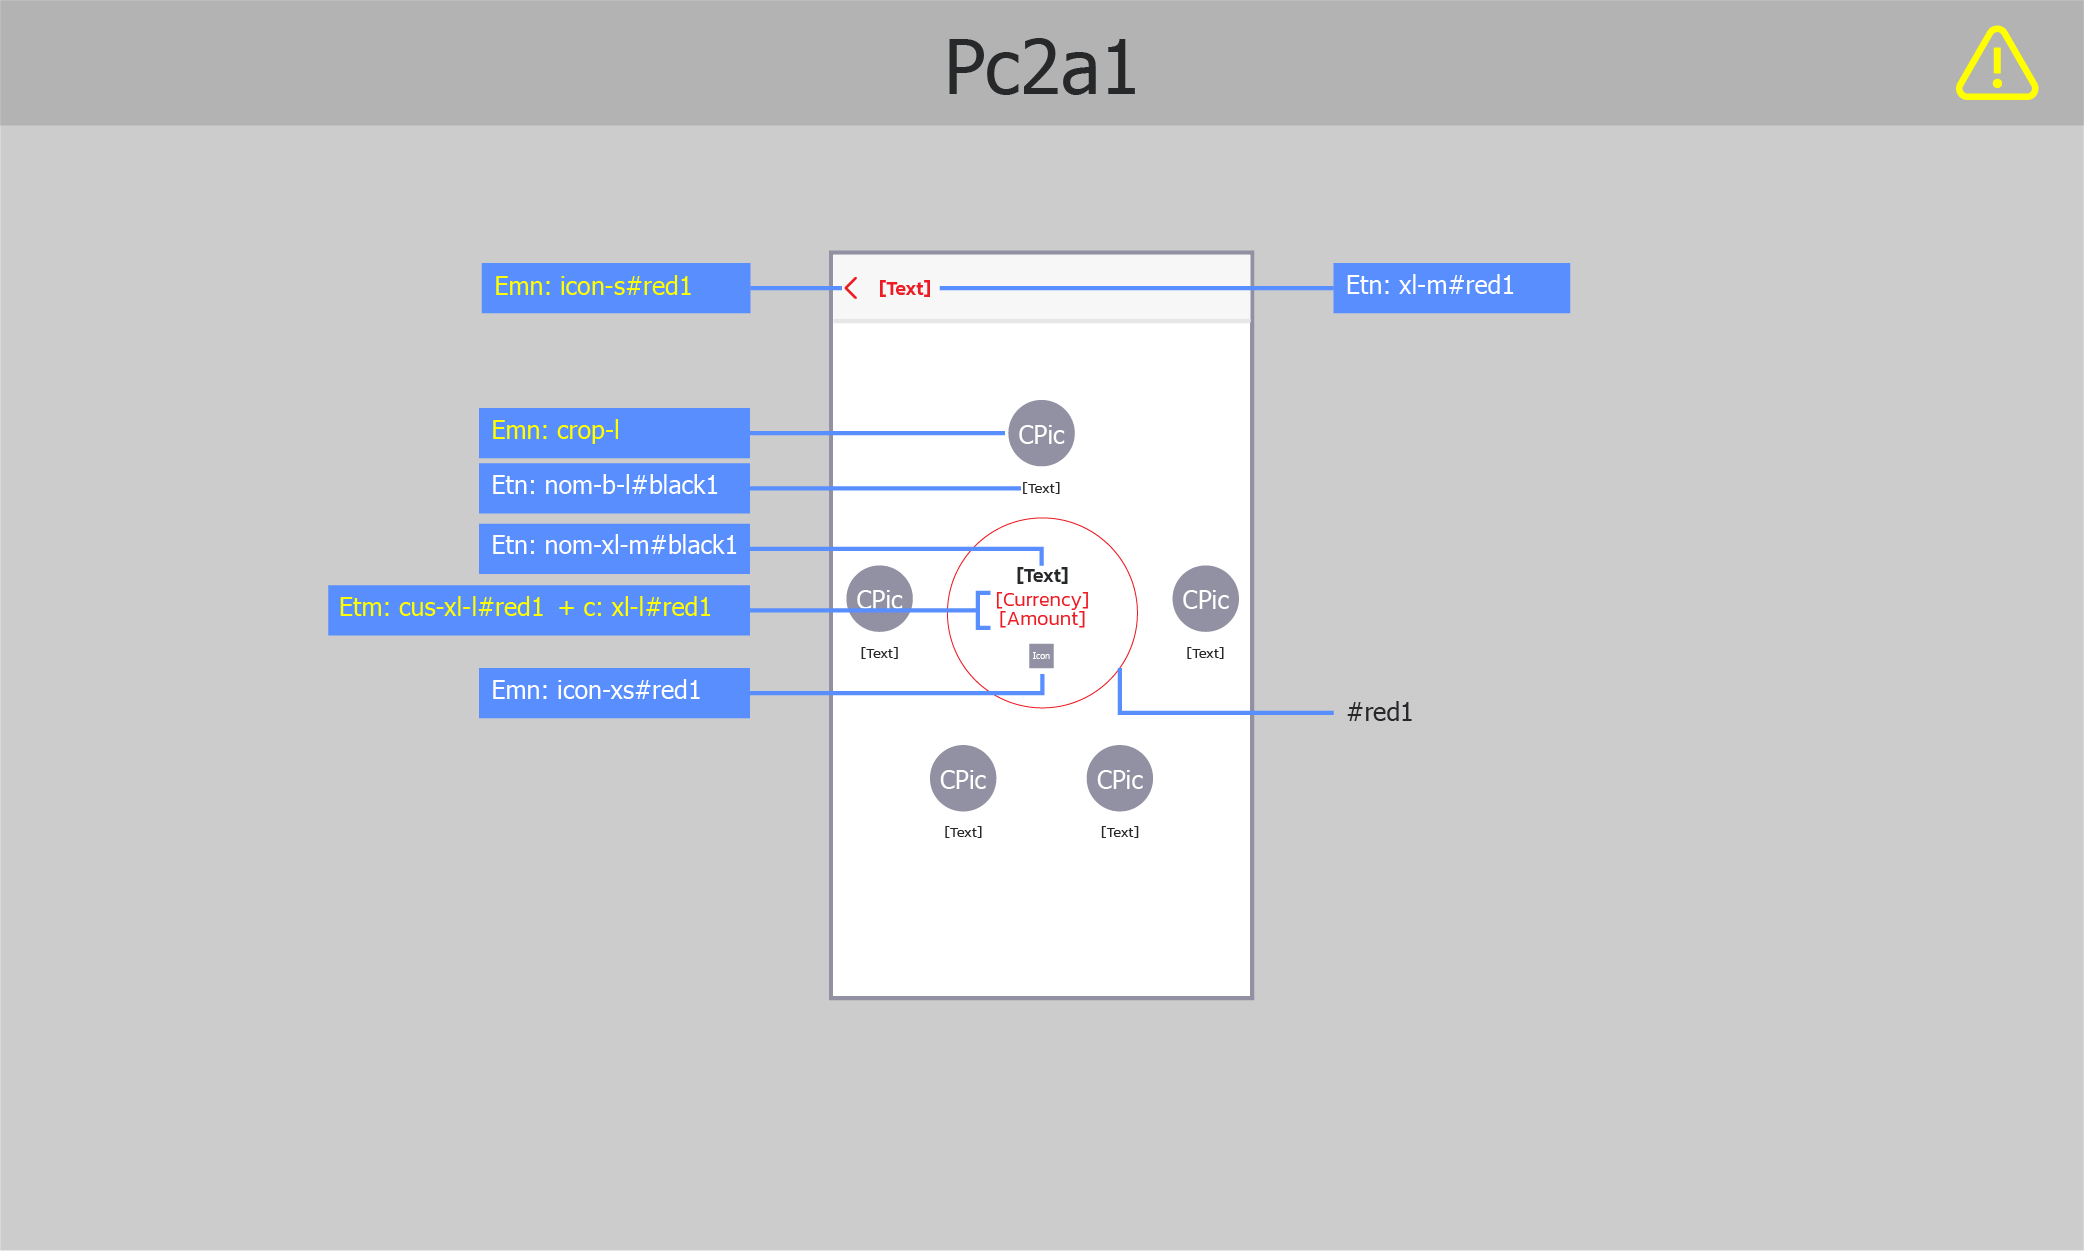 Pc2a1
Emn: icon-s#red1
[Text]
Etn: xl-m#red1
Emn: crop-l
CPic
Etn: nom-b-l#black1
[Text]
Etn: nom-xl-m#black1
[Text]
CPic
[Currency]
CPic
Etm: cus-xl-l#red1 + c: xl-l#red1
[Amount]
[Text]
Icon
[Text]
Emn: icon-xs#red1
#red1
CPic
CPic
[Text]
[Text]